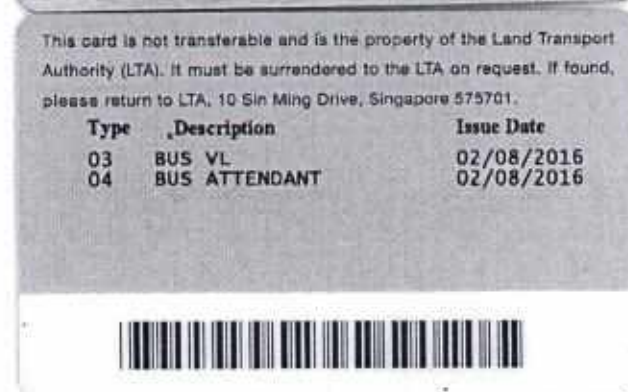 This card is not transferable and is the property of the Land Transport
Authority (LTA). It must be surrendered to the LTA on request. If found,
please return to LTA, 10 Sin Ming Drive, Singapore 575701.
Type Description Issue Date
03 BUS VL 02/08/2016
04 BUS ATTENDANT 02/08/2016